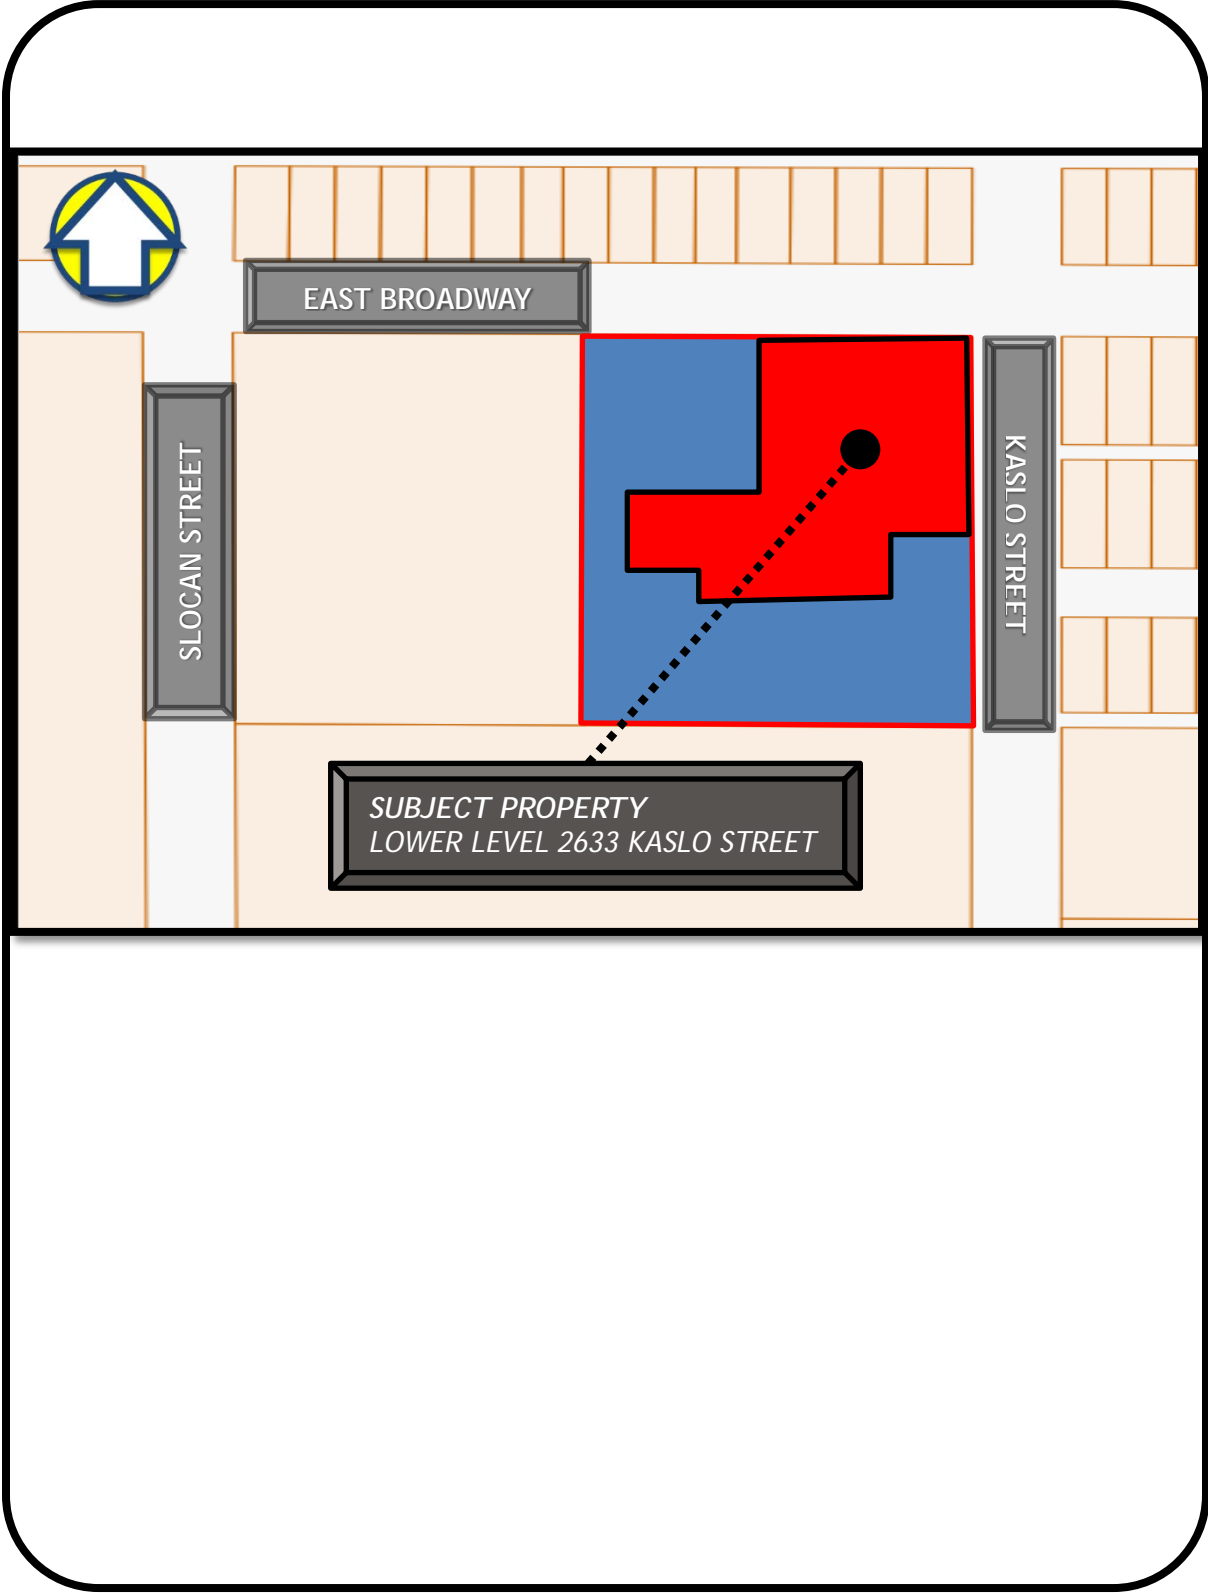 EAST BROADWAY
SLOCAN STREET
KASLO STREET
SUBJECT PROPERTY
LOWER LEVEL 2633 KASLO STREET